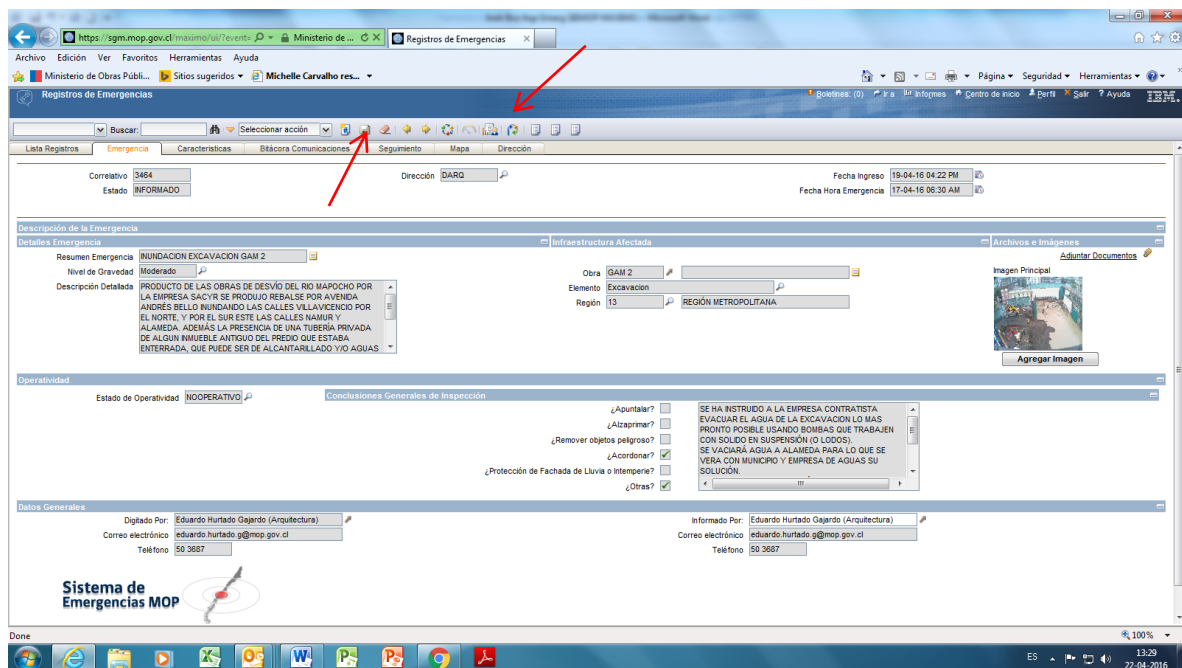 https://sgm.mop.gov.cl/maximo/ui/?event=
Ministerio de ...
Registros de Emergencias
Archivo Edición Ver Favoritos Herramientas Ayuda
Ministerio de Obras Públi...
Sitios sugeridos
Michelle Carvalho res...
Página Seguridad Herramientas
Registros de Emergencias
Boletines: (0) Ir a Informes Centro de inicio Perfil Salir ? Ayuda
IBM.
Buscar:
Seleccionar acción
Lista Registros Emergencia Características Bitácora Comunicaciones Seguimiento Mapa Dirección
Correlativo 3464
Dirección DARQ
Fecha Ingreso 19-04-16 04:22 PM
Estado INFORMADO
Fecha Hora Emergencia 17-04-16 06:30 AM
Descripción de la Emergencia
Detalles Emergencia
Infraestructura Afectada
Archivos e Imágenes
Resumen Emergencia INUNDACION EXCAVACION GAM 2
Adjuntar Documentos
Nivel de Gravedad Moderado
Obra GAM 2
Imagen Principal
Descripción Detallada
PRODUCTO DE LAS OBRAS DE DESVÍO DEL RIO MAPOCHO POR
LA EMPRESA SACYR SE PRODUJO REBALSE POR AVENIDA
ANDRÉS BELLO INUNDANDO LAS CALLES VILLAVICENCIO POR
EL NORTE, Y POR EL SUR ESTE LAS CALLES NAMUR Y
ALAMEDA. ADEMÁS LA PRESENCIA DE UNA TUBERÍA PRIVADA
DE ALGUN INMUEBLE ANTIGUO DEL PREDIO QUE ESTABA
ENTERRADA, QUE PUEDE SER DE ALCANTARILLADO Y/O AGUAS
Elemento Excavacion
Región 13 REGIÓN METROPOLITANA
Agregar Imagen
Operatividad
Estado de Operatividad NOOPERATIVO
Conclusiones Generales de Inspección
¿Apuntalar?
¿Alzaprimar?
¿Remover objetos peligroso?
¿Acordonar?
¿Protección de Fachada de Lluvia o Intemperie?
¿Otras?
SE HA INSTRUIDO A LA EMPRESA CONTRATISTA
EVACUAR EL AGUA DE LA EXCAVACION LO MAS
PRONTO POSIBLE USANDO BOMBAS QUE TRABAJEN
CON SOLIDO EN SUSPENSIÓN (O LODOS).
SE VACIARÁ AGUA A ALAMEDA PARA LO QUE SE
VERA CON MUNICIPIO Y EMPRESA DE AGUAS SU
SOLUCIÓN.
Datos Generales
Digitado Por: Eduardo Hurtado Gajardo (Arquitectura)
Informado Por: Eduardo Hurtado Gajardo (Arquitectura)
Correo electrónico eduardo.hurtado.g@mop.gov.cl
Correo electrónico eduardo.hurtado.g@mop.gov.cl
Teléfono 50 3687
Teléfono 50 3687
Sistema de
Emergencias MOP
Done
100%
ES
13:29
22-04-2016